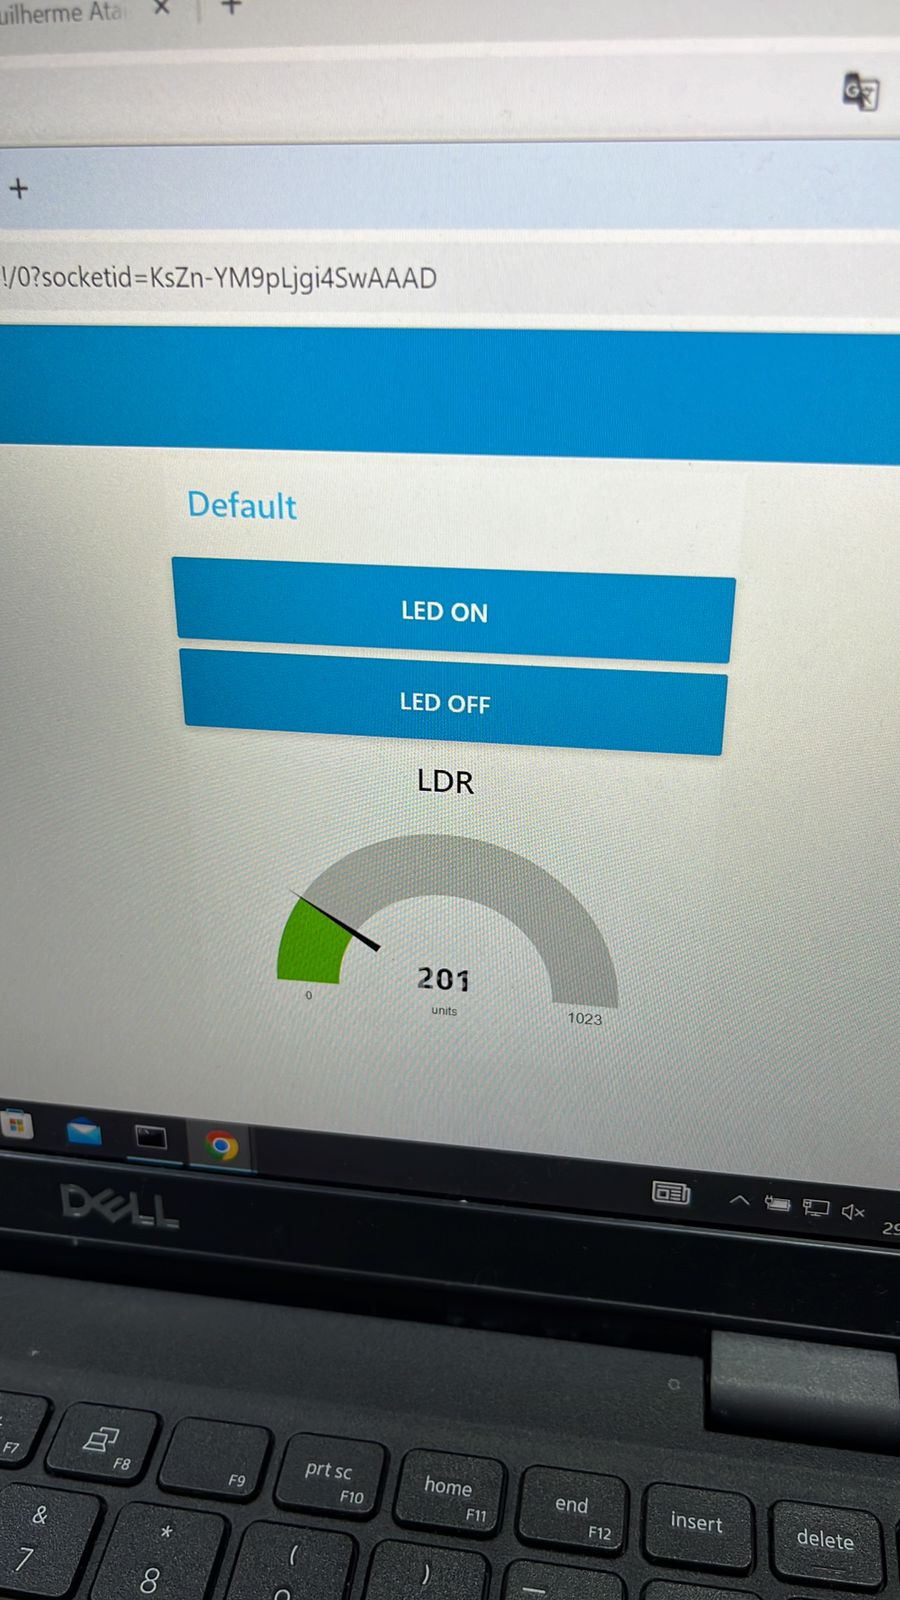 uilherme Ata
!/0?socketid=KsZn-YM9pLjgi4SwAAAD
Default
LED ON
LED OFF
LDR
201
units
0
1023
29
DELL
F7
F8
F9
prt sc
F10
home
F11
end
F12
insert
delete
&
7
*
8
(
)